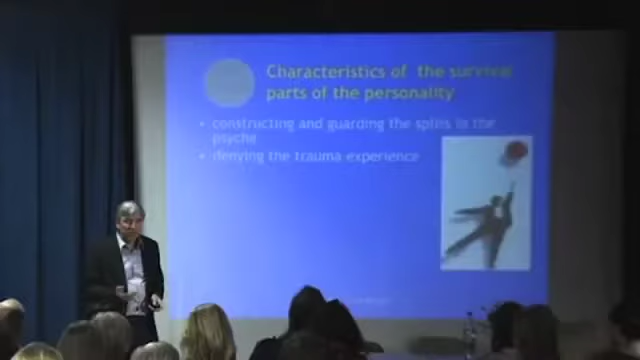 Characteristics of the survival
parts of the personality
• constructing and guarding the splits in the
psyche
• denying the trauma experience